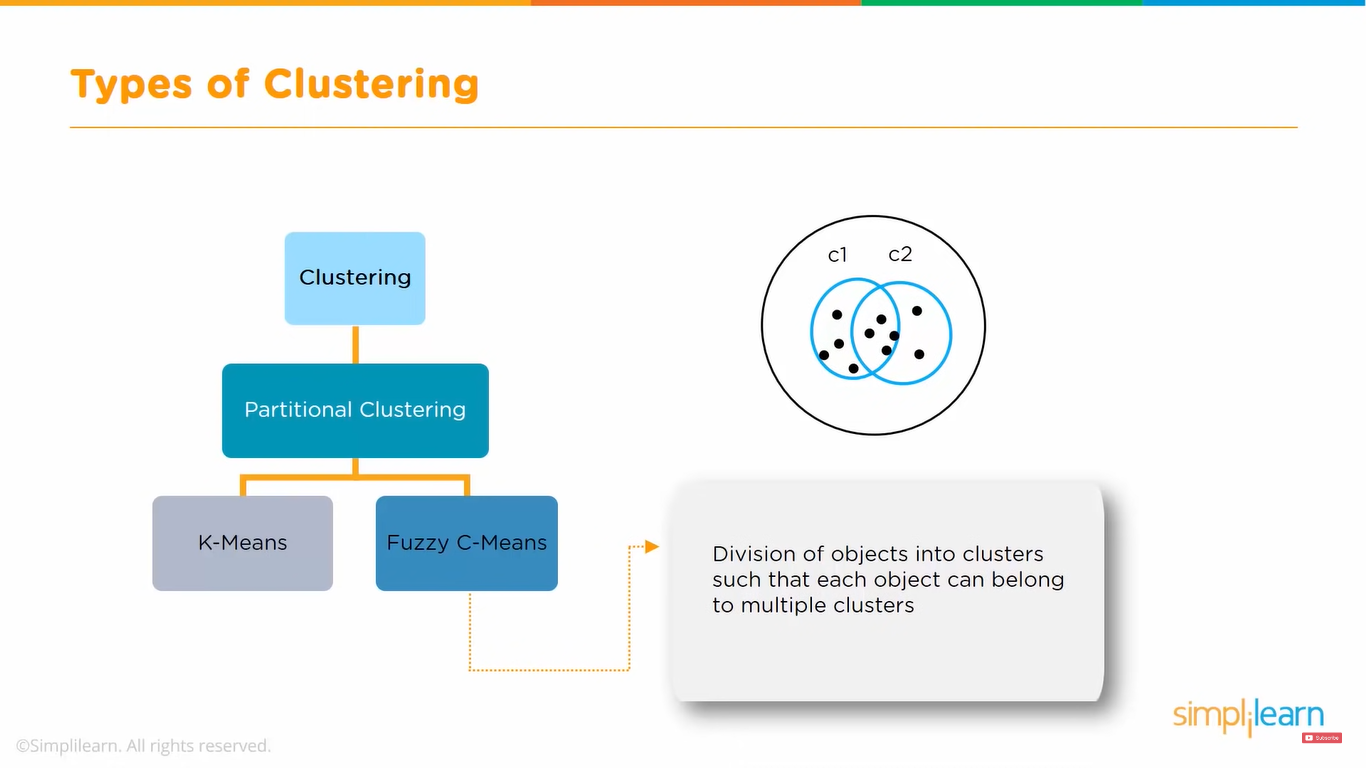 Types of Clustering
Clustering
c1 c2
Partitional Clustering
K-Means
Fuzzy C-Means
Division of objects into clusters
such that each object can belong
to multiple clusters
simplilearn
Subscribe
©Simplilearn. All rights reserved.